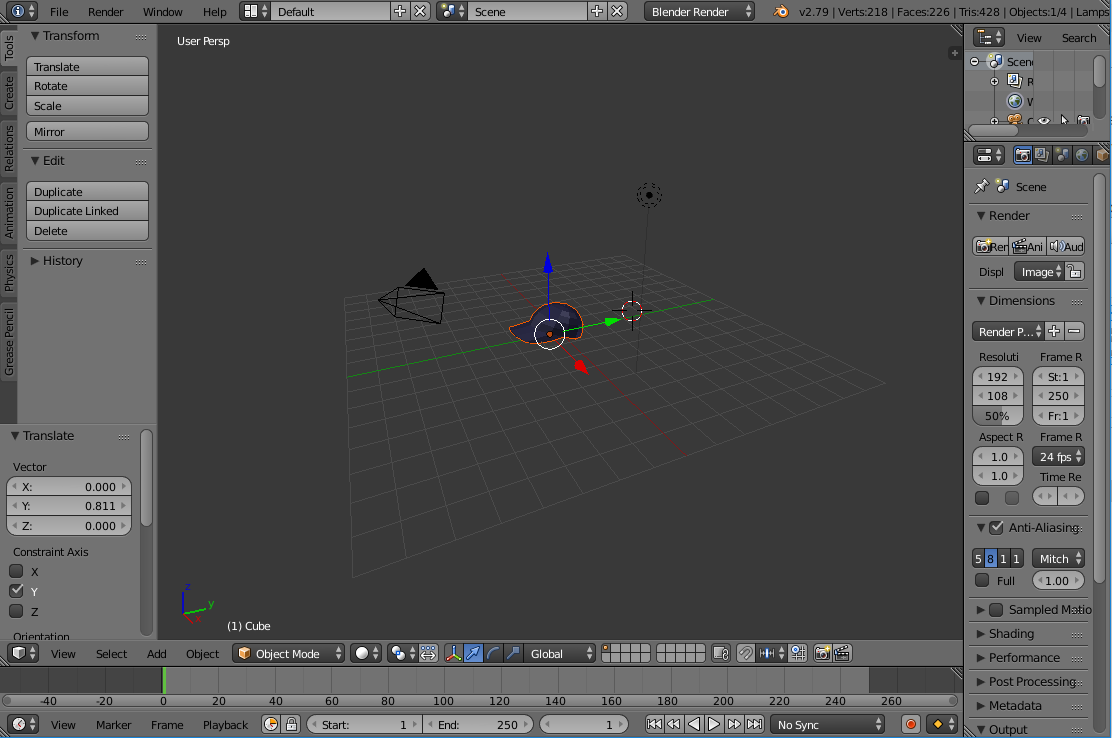 File Render Window Help Default Scene Blender Render v2.79 | Verts:218 | Faces:226 | Tris:428 | Objects:1/4 | Lamps
Tools
Create
Relations
Animation
Physics
Grease Pencil
Transform
Translate
Rotate
Scale
Mirror
Edit
Duplicate
Duplicate Linked
Delete
History
Translate
Vector
X: 0.000
Y: 0.811
Z: 0.000
Constraint Axis
X
Y
Z
Orientation
User Persp
z
y
x
(1) Cube
View Search
Scene
R
Scene
Render
Ren Ani Aud
Displ Image
Dimensions
Render P...
Resoluti Frame R
192 St:1
108 250
50% Fr:1
Aspect R Frame R
1.0 24 fps
1.0 Time Re
Anti-Aliasing
5 8 1 1 Mitch
Full 1.00
Sampled Motio
Shading
Performance
Post Processing
Metadata
Output
View Select Add Object Object Mode Global
-40 -20 0 20 40 60 80 100 120 140 160 180 200 220 240 260
View Marker Frame Playback Start: 1 End: 250 1 No Sync